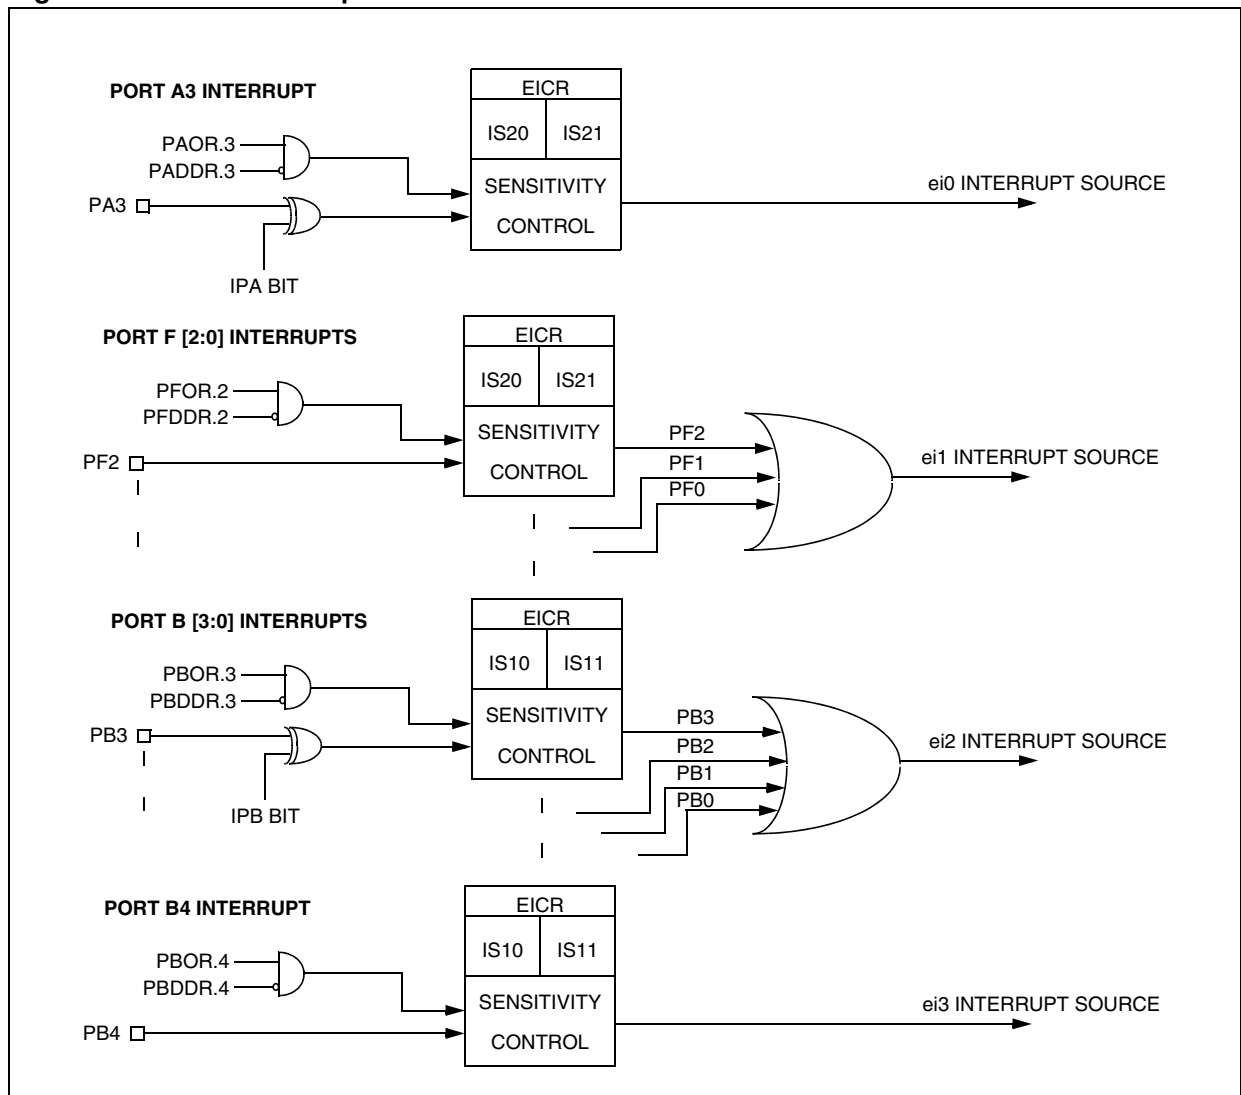 PORT A3 INTERRUPT
EICR
IS20 IS21
PAOR.3
PADDR.3
SENSITIVITY
CONTROL
PA3
IPA BIT
ei0 INTERRUPT SOURCE
PORT F [2:0] INTERRUPTS
EICR
IS20 IS21
PFOR.2
PFDDR.2
SENSITIVITY
CONTROL
PF2
PF2
PF1
PF0
ei1 INTERRUPT SOURCE
PORT B [3:0] INTERRUPTS
EICR
IS10 IS11
PBOR.3
PBDDR.3
SENSITIVITY
CONTROL
PB3
IPB BIT
PB3
PB2
PB1
PB0
ei2 INTERRUPT SOURCE
PORT B4 INTERRUPT
EICR
IS10 IS11
PBOR.4
PBDDR.4
SENSITIVITY
CONTROL
PB4
ei3 INTERRUPT SOURCE